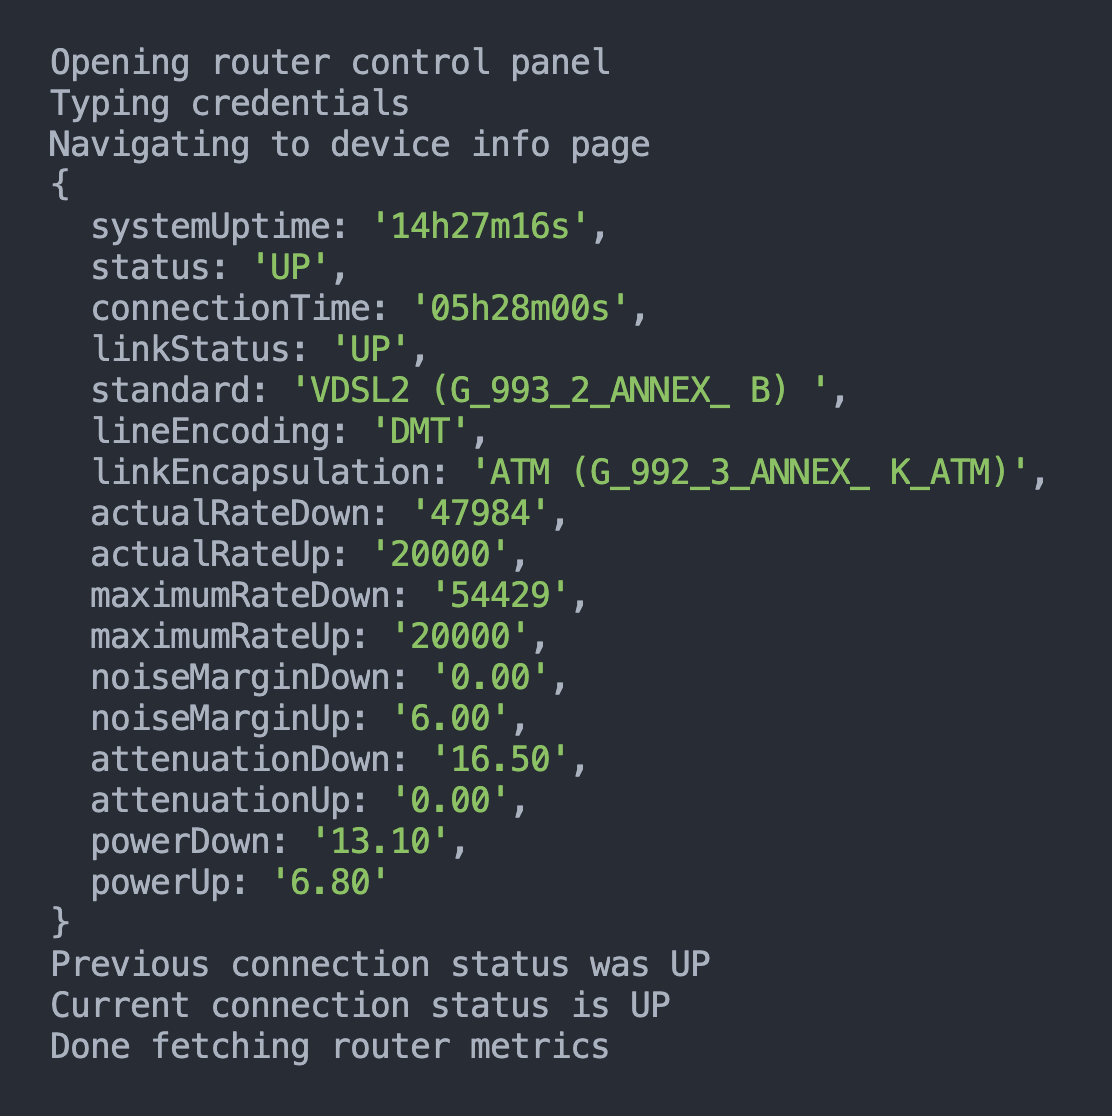 Opening router control panel
Typing credentials
Navigating to device info page
{
  systemUptime: '14h27m16s',
  status: 'UP',
  connectionTime: '05h28m00s',
  linkStatus: 'UP',
  standard: 'VDSL2 (G_993_2_ANNEX_ B) ',
  lineEncoding: 'DMT',
  linkEncapsulation: 'ATM (G_992_3_ANNEX_ K_ATM)',
  actualRateDown: '47984',
  actualRateUp: '20000',
  maximumRateDown: '54429',
  maximumRateUp: '20000',
  noiseMarginDown: '0.00',
  noiseMarginUp: '6.00',
  attenuationDown: '16.50',
  attenuationUp: '0.00',
  powerDown: '13.10',
  powerUp: '6.80'
}
Previous connection status was UP
Current connection status is UP
Done fetching router metrics